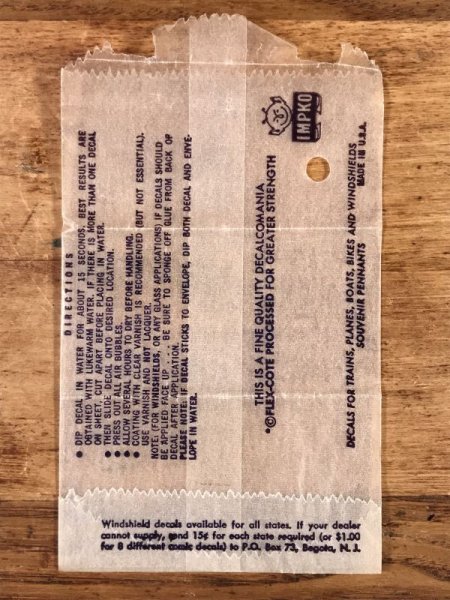 DIRECTIONS
● DIP DECAL IN WATER FOR ABOUT 15 SECONDS. BEST RESULTS ARE
OBTAINED WITH LUKEWARM WATER. IF THERE IS MORE THAN ONE DECAL
ON SHEET, CUT APART BEFORE PLACING IN WATER.
● THEN SLIDE DECAL ONTO DESIRED LOCATION.
● PRESS OUT ALL AIR BUBBLES.
● ALLOW SEVERAL HOURS TO DRY BEFORE HANDLING.
● COATING WITH CLEAR VARNISH IS RECOMMENDED (BUT NOT ESSENTIAL).
USE VARNISH AND NOT LACQUER.
NOTE: (FOR WINDSHIELDS, OR ANY GLASS APPLICATIONS) IF DECALS SHOULD
BE APPLIED FACE UP ... BE SURE TO SPONGE OFF GLUE FROM BACK OF
DECAL AFTER APPLICATION.
PLEASE NOTE: IF DECAL STICKS TO ENVELOPE, DIP BOTH DECAL AND ENVE-
LOPE IN WATER.
IMPKO
THIS IS A FINE QUALITY DECALCOMANIA
*©FLEX-COTE PROCESSED FOR GREATER STRENGTH
DECALS FOR TRAINS, PLANES, BOATS, BIKES AND WINDSHIELDS
SOUVENIR PENNANTS MADE IN U.S.A.
Windshield decals available for all states. If your dealer
cannot supply, send 15¢ for each state required (or $1.00
for 8 different comic decals) to P.O. Box 73, Bogota, N. J.